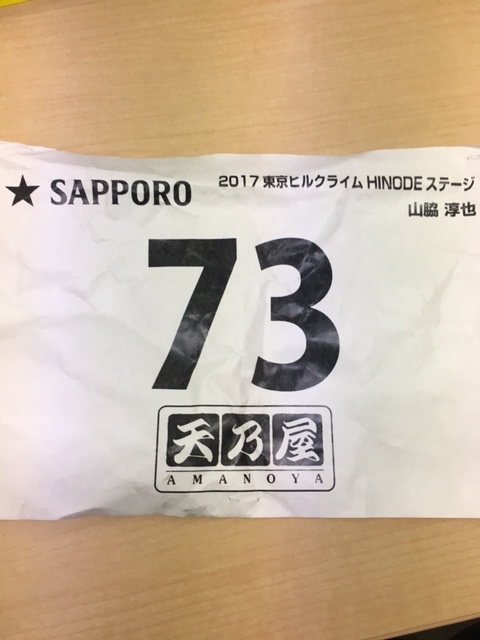 ★ SAPPORO
2017 東京ヒルクライム HINODE ステージ
山脇 淳也
73
天乃屋
AMANOYA